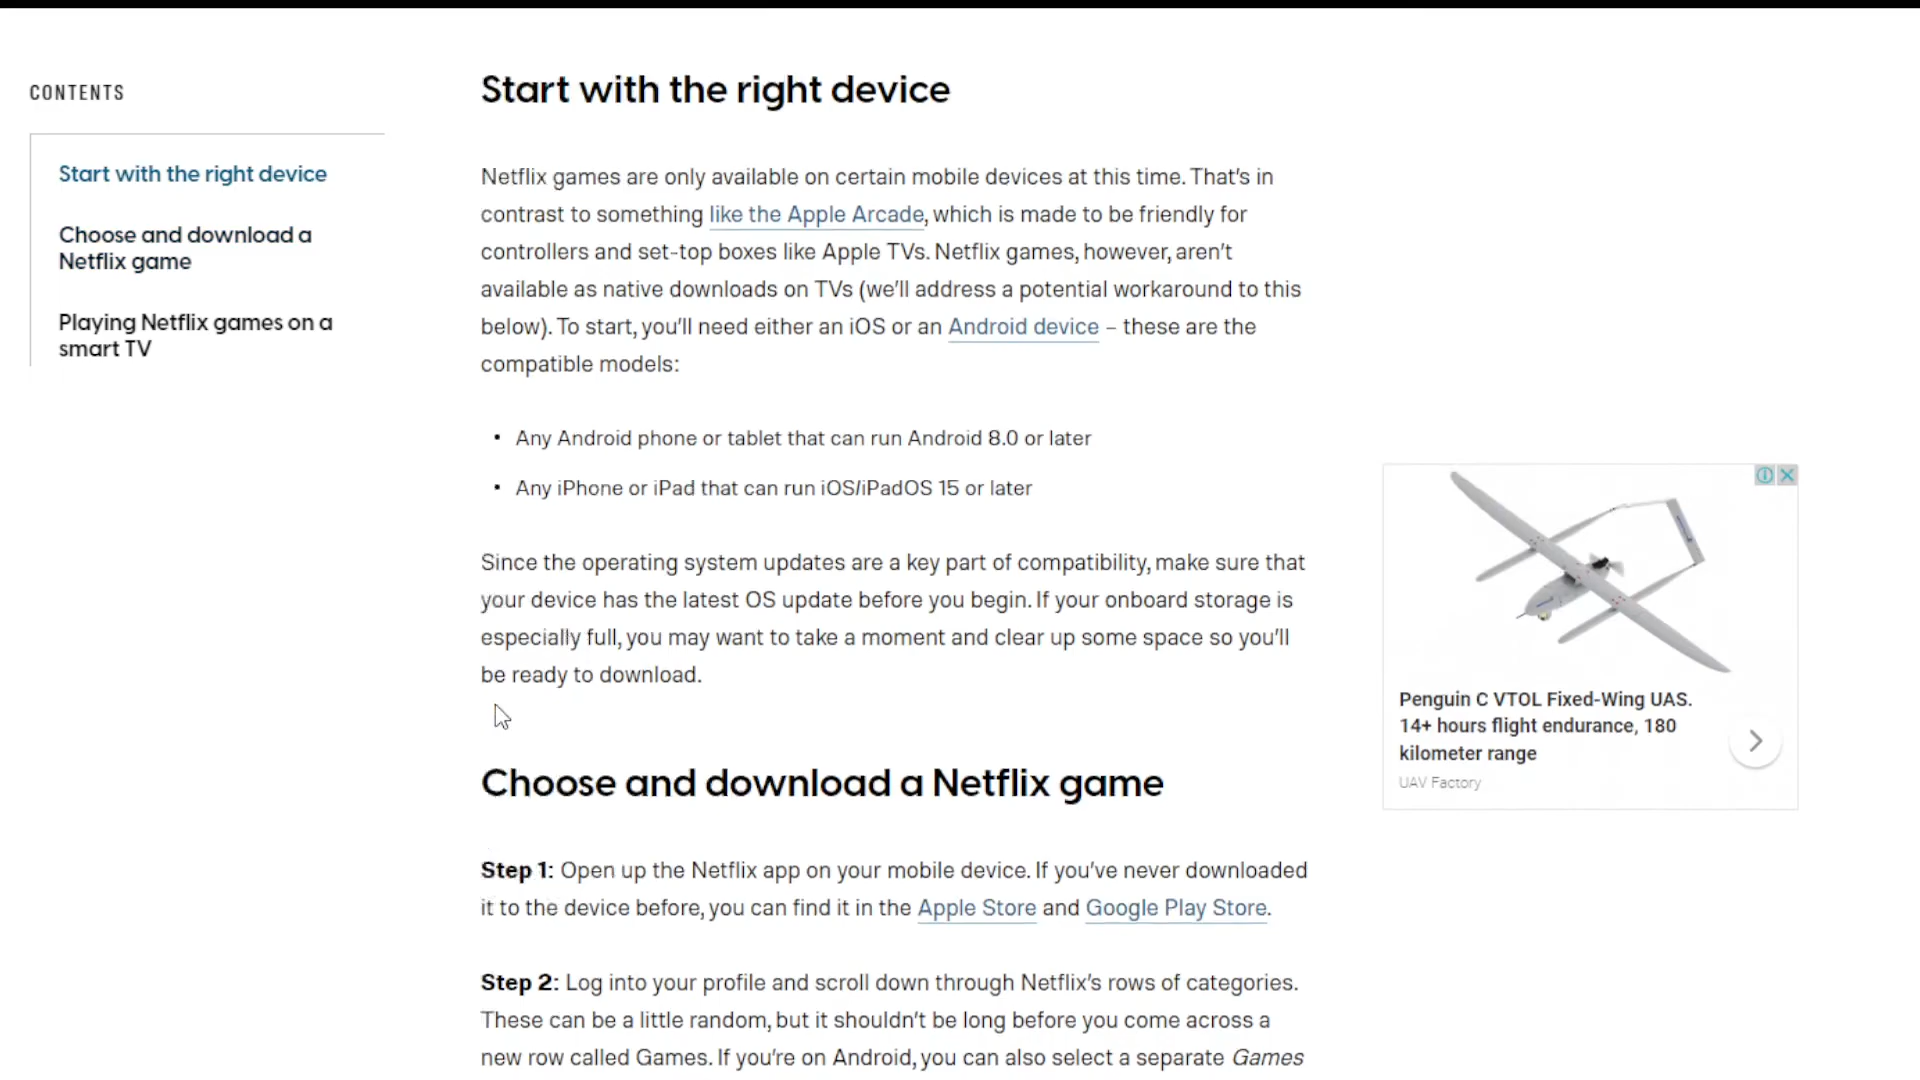 CONTENTS
Start with the right device
Choose and download a
Netflix game
Playing Netflix games on a
smart TV
Start with the right device
Netflix games are only available on certain mobile devices at this time. That's in
contrast to something like the Apple Arcade, which is made to be friendly for
controllers and set-top boxes like Apple TVs. Netflix games, however, aren't
available as native downloads on TVs (we'll address a potential workaround to this
below). To start, you'll need either an iOS or an Android device – these are the
compatible models:
• Any Android phone or tablet that can run Android 8.0 or later
• Any iPhone or iPad that can run iOS/iPadOS 15 or later
Since the operating system updates are a key part of compatibility, make sure that
your device has the latest OS update before you begin. If your onboard storage is
especially full, you may want to take a moment and clear up some space so you'll
be ready to download.
Choose and download a Netflix game
Step 1: Open up the Netflix app on your mobile device. If you've never downloaded
it to the device before, you can find it in the Apple Store and Google Play Store.
Step 2: Log into your profile and scroll down through Netflix's rows of categories.
These can be a little random, but it shouldn't be long before you come across a
new row called Games. If you're on Android, you can also select a separate Games
Penguin C VTOL Fixed-Wing UAS.
14+ hours flight endurance, 180
kilometer range
UAV Factory